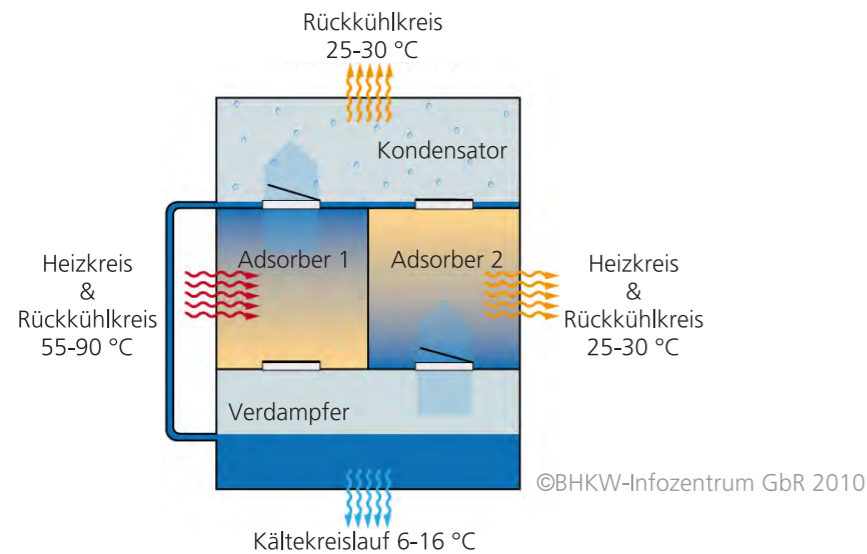 Rückkühlkreis
25-30 °C
Kondensator
Adsorber 1
Adsorber 2
Heizkreis
&
Rückkühlkreis
55-90 °C
Heizkreis
&
Rückkühlkreis
25-30 °C
Verdampfer
©BHKW-Infozentrum GbR 2010
Kältekreislauf 6-16 °C